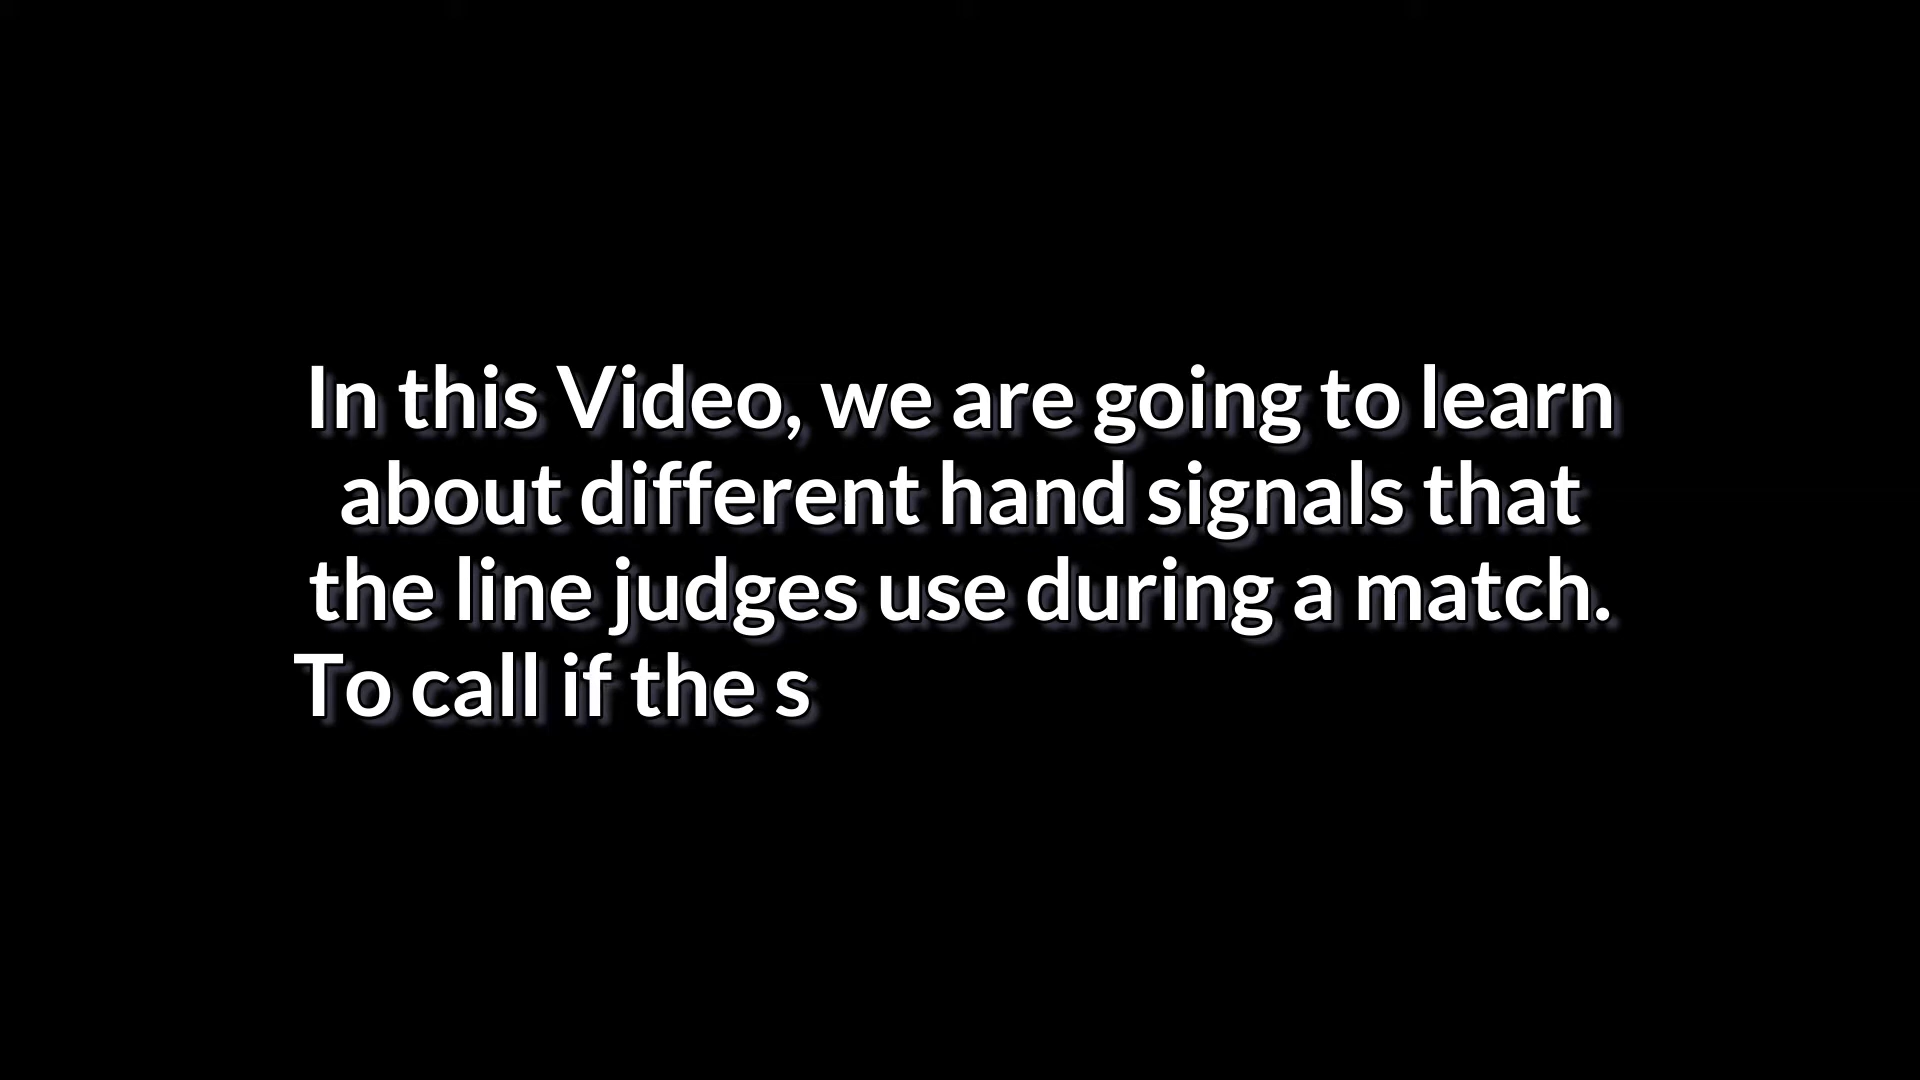 In this Video, we are going to learn
about different hand signals that
the line judges use during a match.
To call if the s